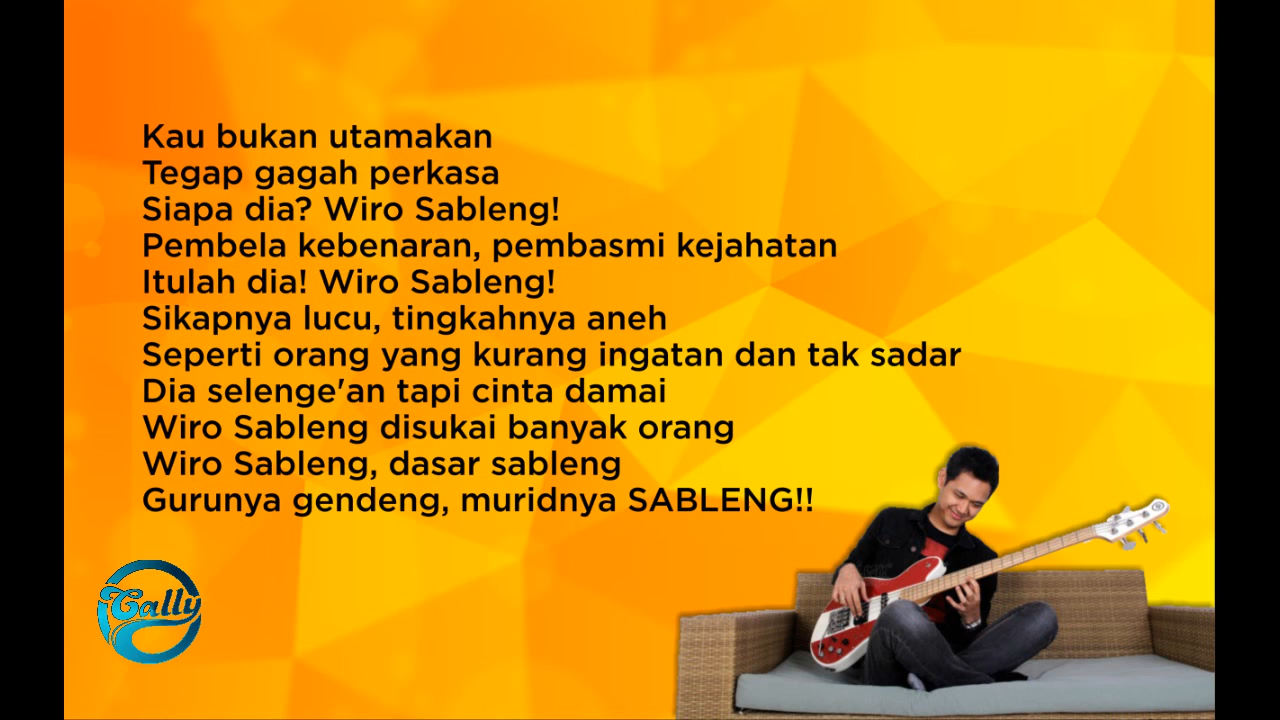 Kau bukan utamakan
Tegap gagah perkasa
Siapa dia? Wiro Sableng!
Pembela kebenaran, pembasmi kejahatan
Itulah dia! Wiro Sableng!
Sikapnya lucu, tingkahnya aneh
Seperti orang yang kurang ingatan dan tak sadar
Dia selenge'an tapi cinta damai
Wiro Sableng disukai banyak orang
Wiro Sableng, dasar sableng
Gurunya gendeng, muridnya SABLENG!!
Cally